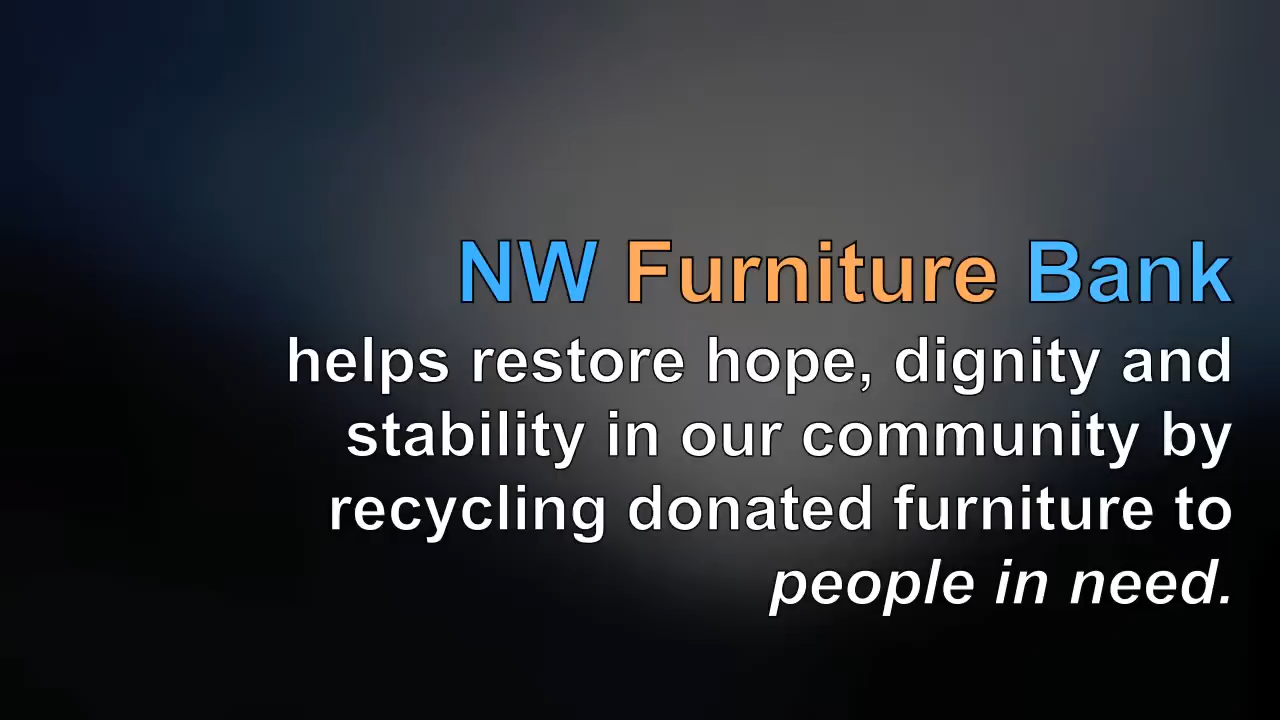 NW Furniture Bank
helps restore hope, dignity and
stability in our community by
recycling donated furniture to
people in need.